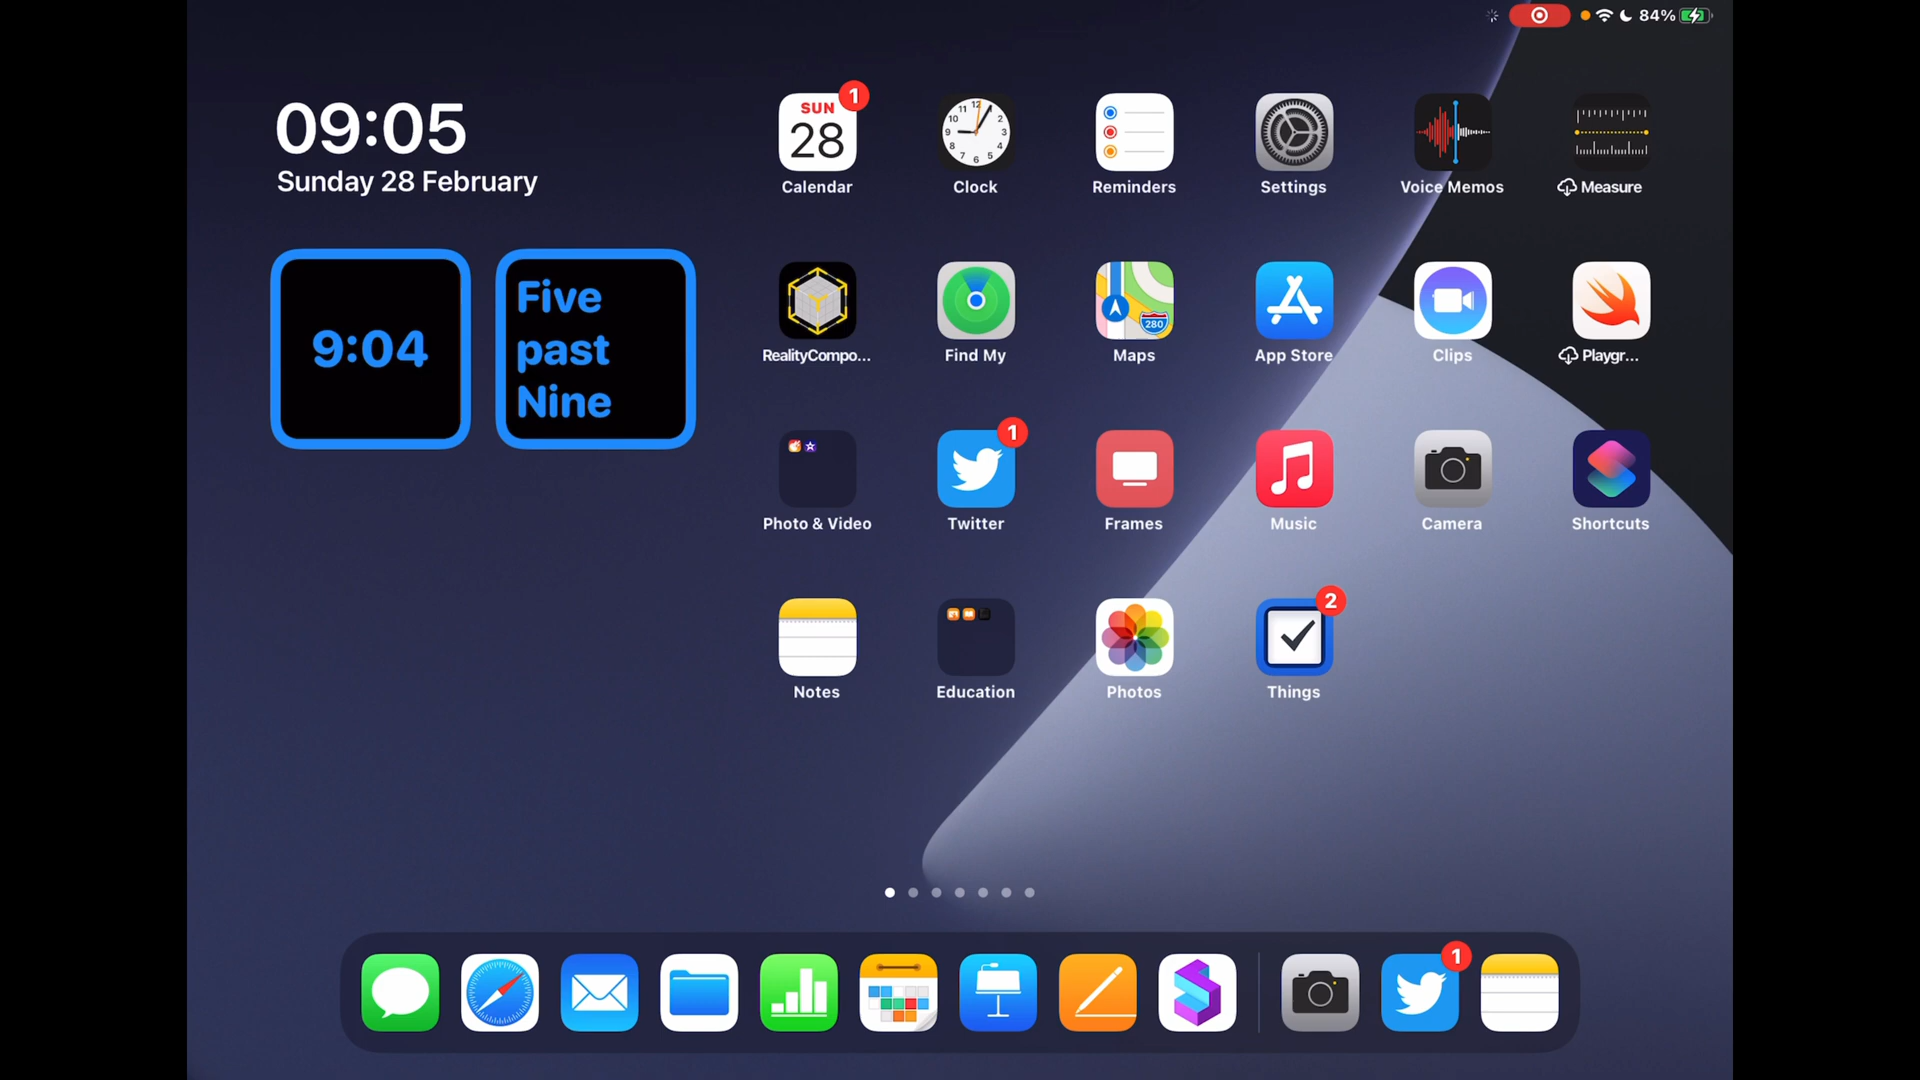 84%
09:05
Sunday 28 February
9:04
Five
past
Nine
SUN
28
1
Calendar
Clock
Reminders
Settings
Voice Memos
Measure
RealityCompo...
Find My
280
Maps
App Store
Clips
Playgr...
Photo & Video
1
Twitter
Frames
Music
Camera
Shortcuts
Notes
Education
Photos
2
Things
1